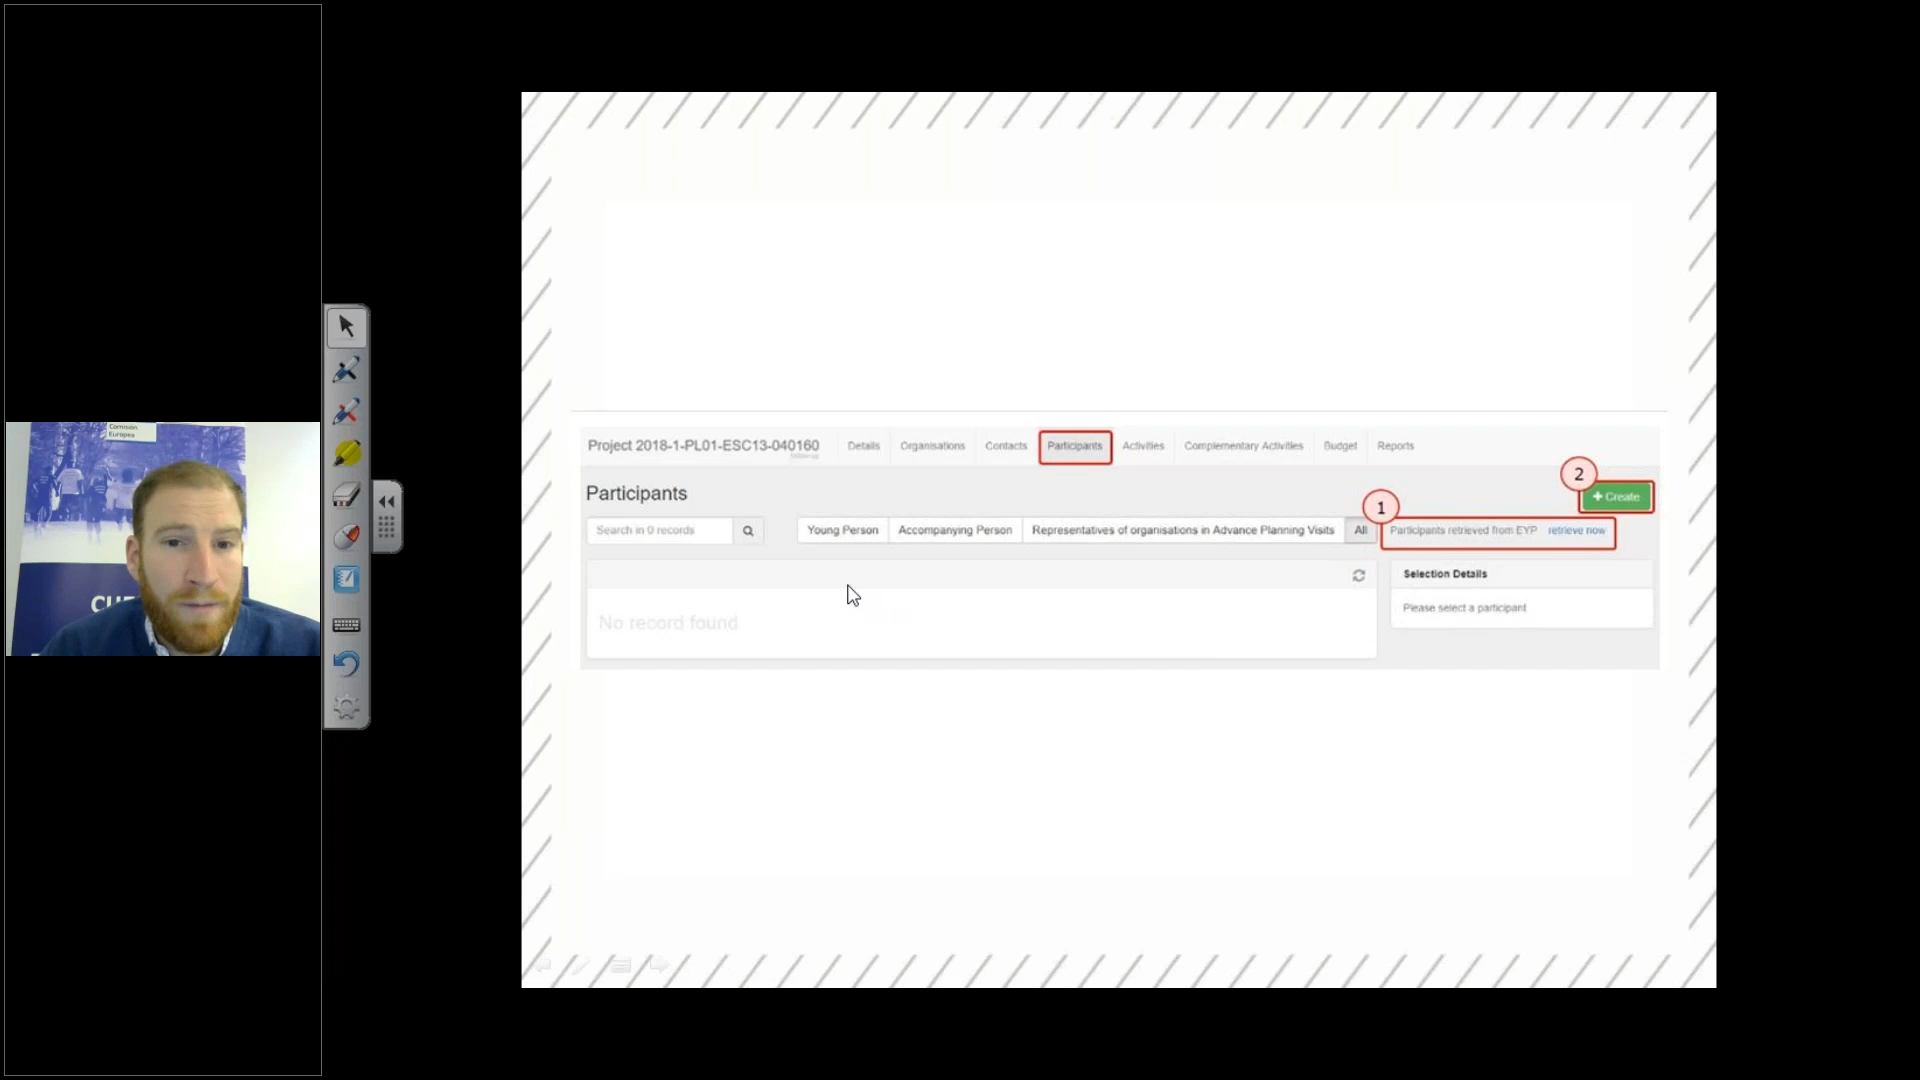 Comisión
Europea
Project 2018-1-PL01-ESC13-040160
Details
Organisations
Contacts
Participants
Activities
Complementary Activities
Budget
Reports
2
+ Create
Participants
1
Search in 0 records
Young Person
Accompanying Person
Representatives of organisations in Advance Planning Visits
All
Participants retrieved from EYP retrieve now
Selection Details
Please select a participant
No record found